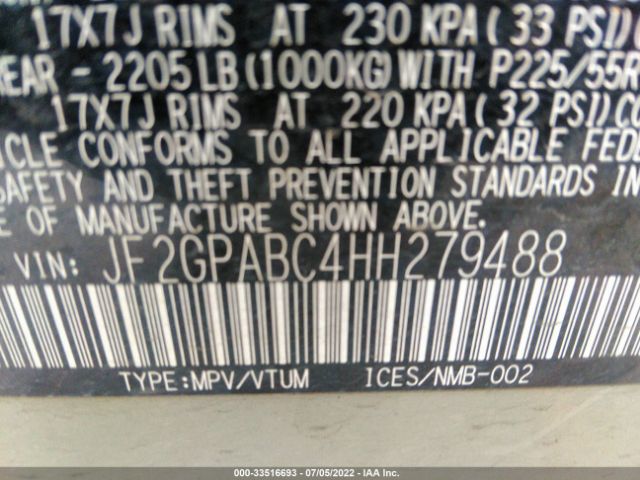 17X7J RIMS AT 230 KPA(33 PSI)
REAR - 2205 LB(1000KG)WITH P225/55R
17X7J RIMS AT 220 KPA(32 PSI)CO
ICLE CONFORMS TO ALL APPLICABLE FEDE
SAFETY AND THEFT PREVENTION STANDARDS IN
E OF MANUFACTURE SHOWN ABOVE.
VIN: JF2GPABC4HH279488
TYPE:MPV/VTUM ICES/NMB-002
000-33516693 - 07/05/2022 - IAA Inc.